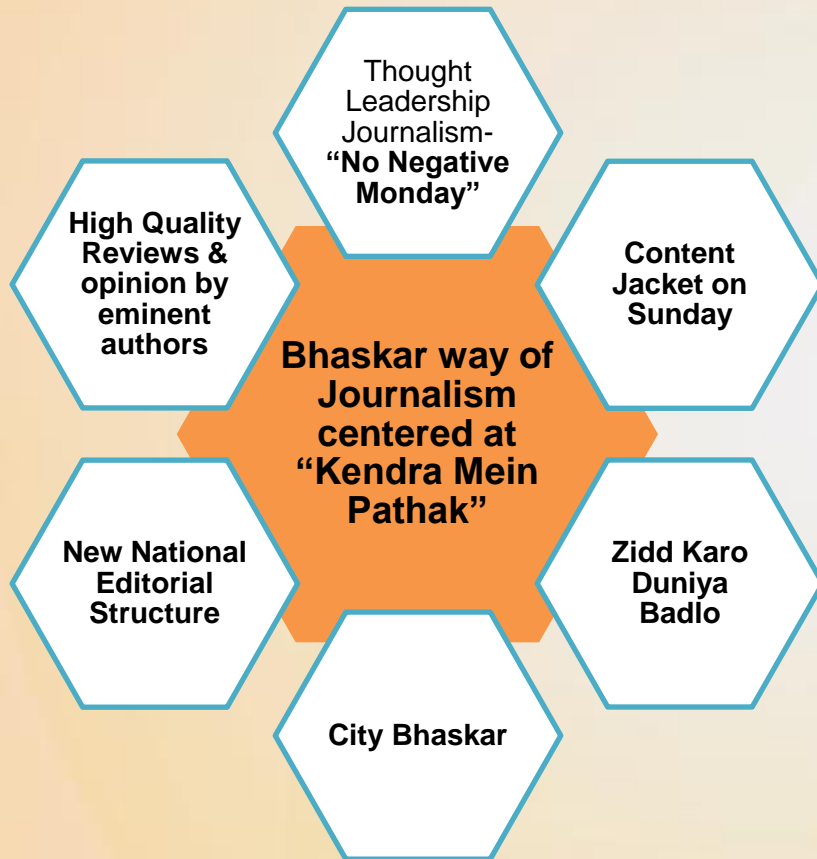 Thought
Leadership
Journalism-
“No Negative
Monday”
High Quality
Reviews &
opinion by
eminent
authors
Content
Jacket on
Sunday
Bhaskar way of
Journalism
centered at
“Kendra Mein
Pathak”
New National
Editorial
Structure
Zidd Karo
Duniya
Badlo
City Bhaskar